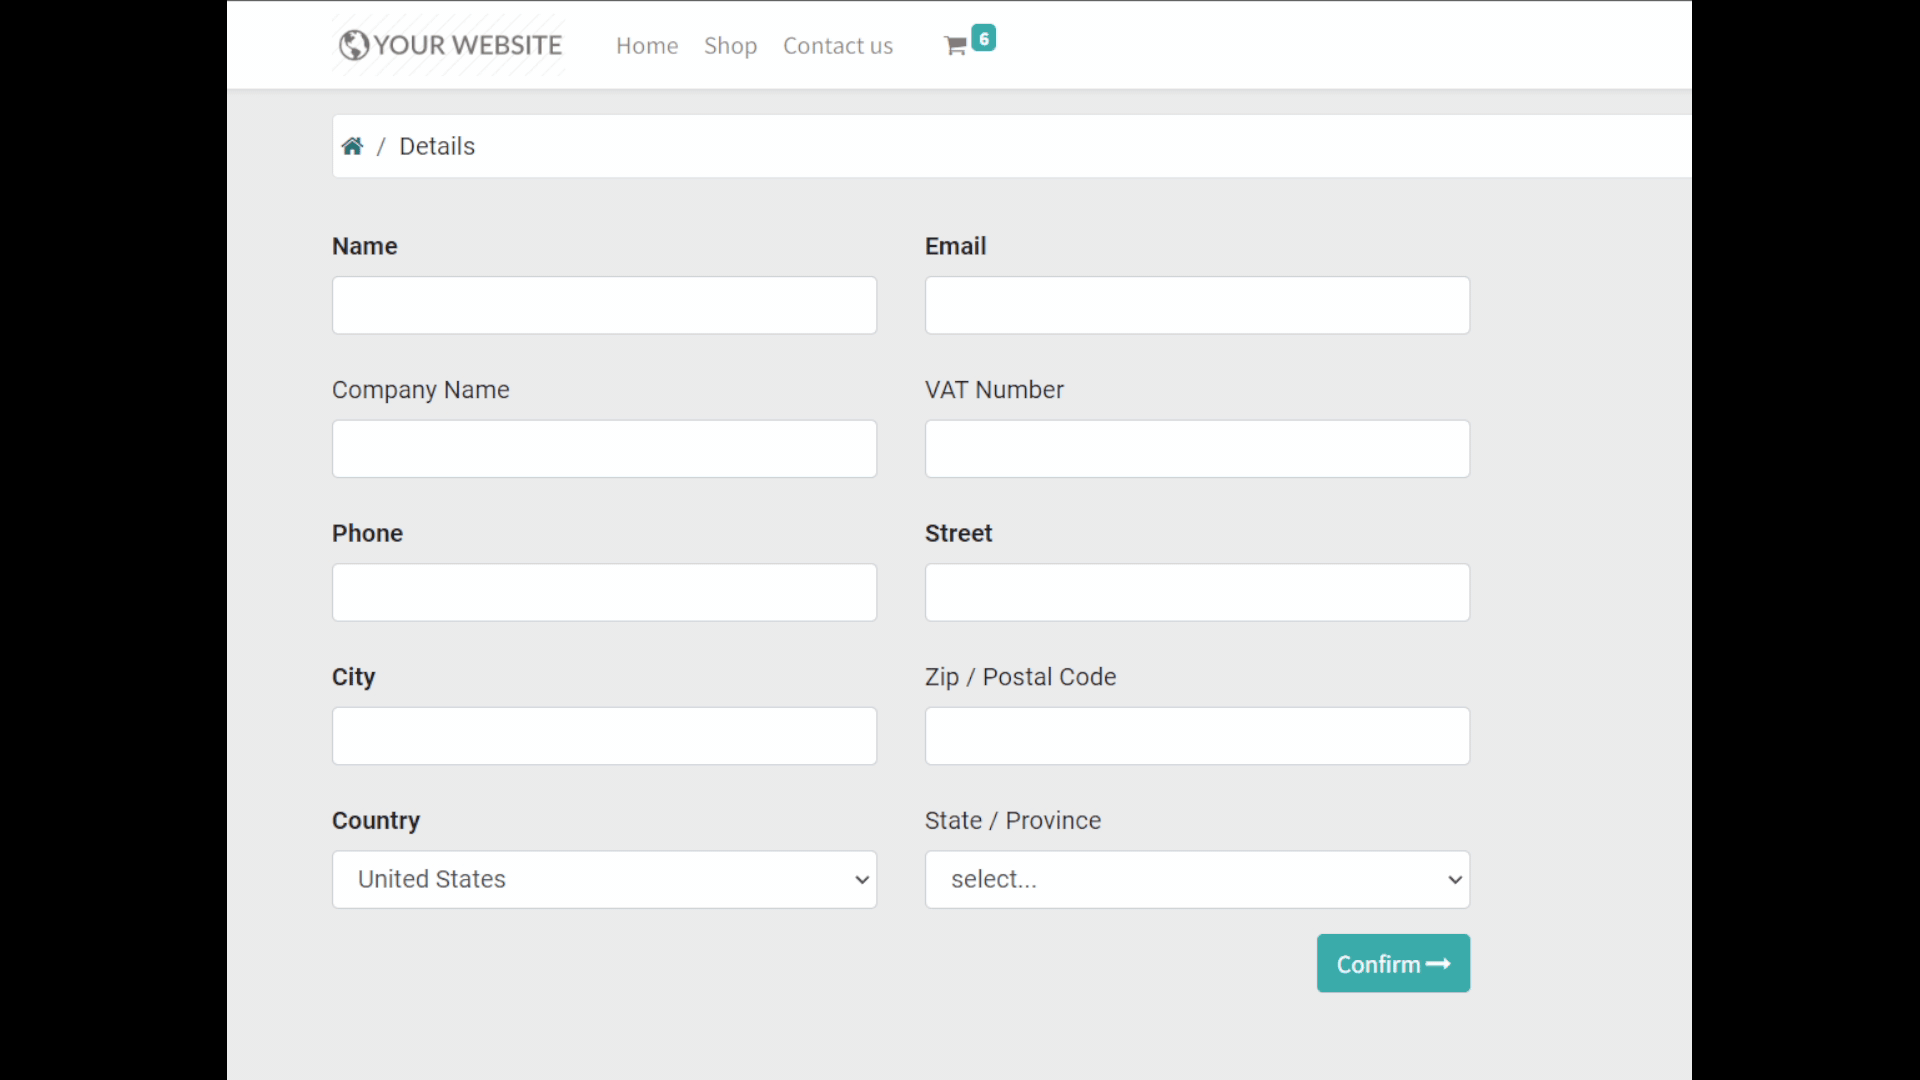 YOUR WEBSITE Home Shop Contact us 6
/ Details
Name Email
Company Name VAT Number
Phone Street
City Zip / Postal Code
Country State / Province
United States select...
Confirm